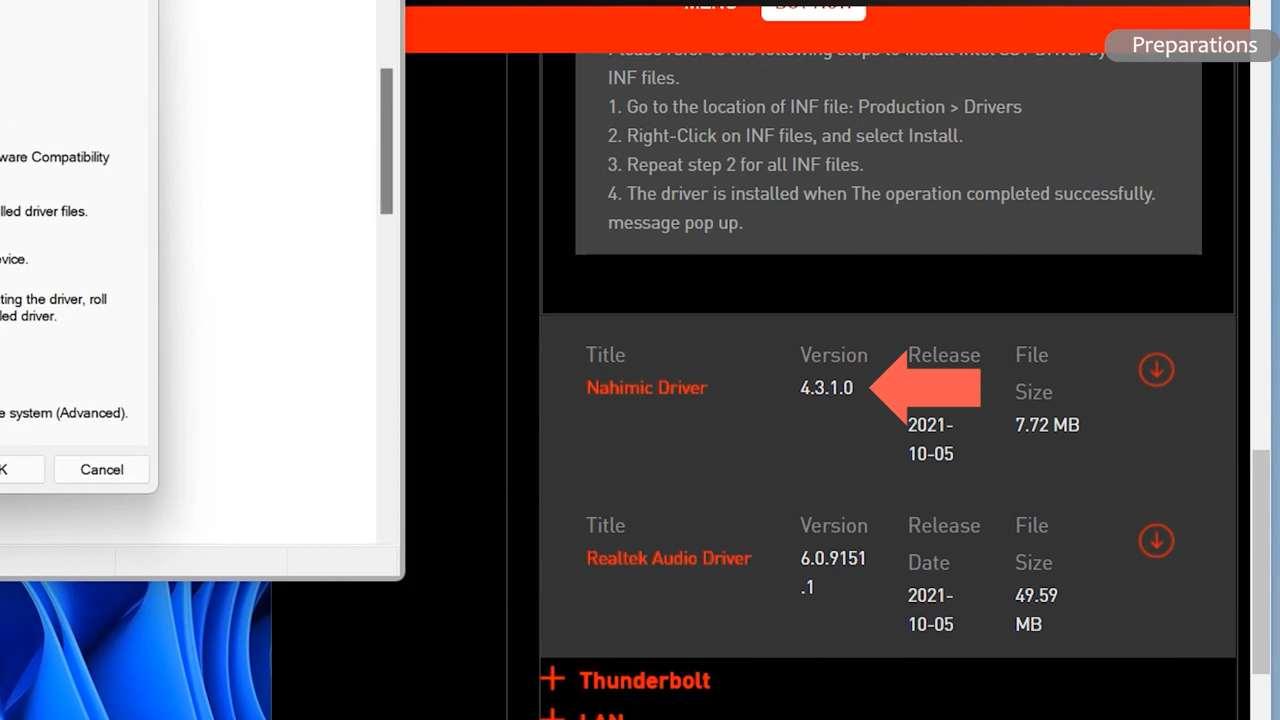 Preparations
ware Compatibility
lled driver files.
evice.
ting the driver, roll
led driver.
e system (Advanced).
K
Cancel
INF files.
1. Go to the location of INF file: Production > Drivers
2. Right-Click on INF files, and select Install.
3. Repeat step 2 for all INF files.
4. The driver is installed when The operation completed successfully.
message pop up.
Title Version Release File
Nahimic Driver 4.3.1.0 Size
2021- 7.72 MB
10-05
Title Version Release File
Realtek Audio Driver 6.0.9151 Date Size
.1 2021- 49.59
10-05 MB
Thunderbolt
LAN